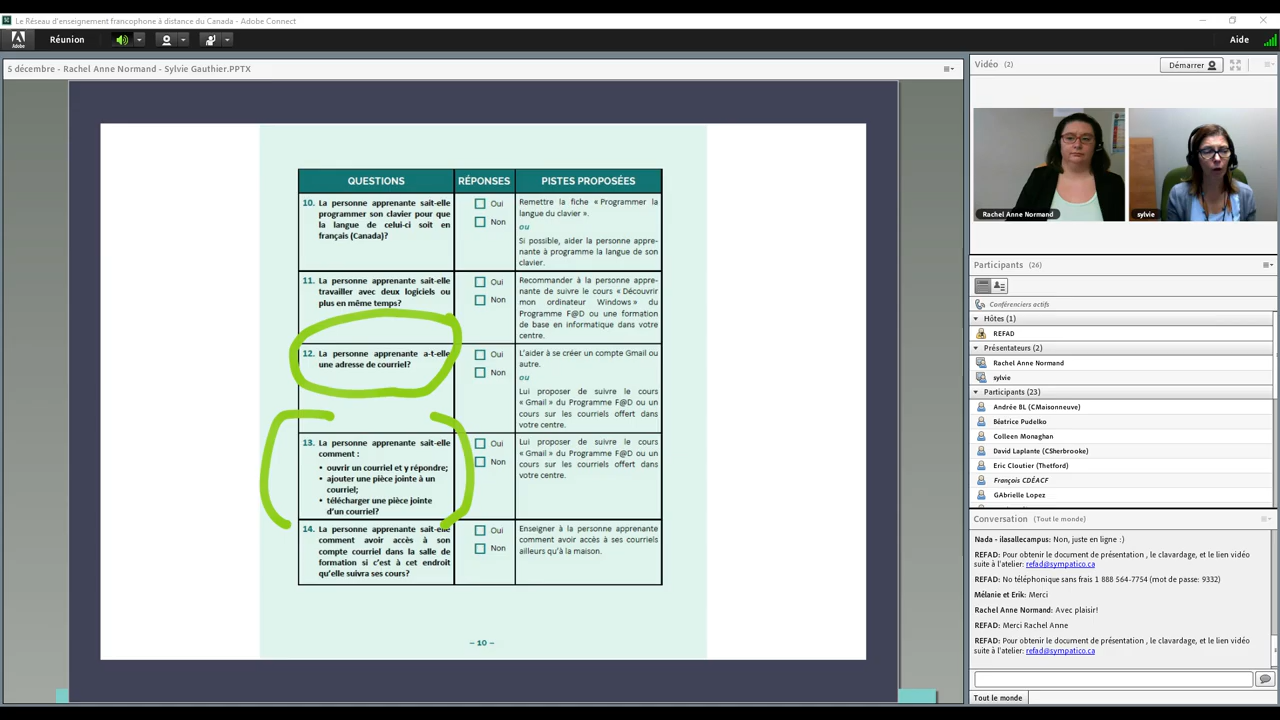 Le Réseau d'enseignement francophone à distance du Canada - Adobe Connect
Adobe
Réunion
Aide
5 décembre - Rachel Anne Normand - Sylvie Gauthier.PPTX
QUESTIONS
RÉPONSES
PISTES PROPOSÉES
10. La personne apprenante sait-elle
programmer son clavier pour que
la langue de celui-ci soit en
français (Canada)?
Oui
Non
Remettre la fiche « Programmer la
langue du clavier ».
ou
Si possible, aider la personne appre-
nante à programme la langue de son
clavier.
11. La personne apprenante sait-elle
travailler avec deux logiciels ou
plus en même temps?
Oui
Non
Recommander à la personne appre-
nante de suivre le cours « Découvrir
mon ordinateur Windows » du
Programme F@D ou une formation
de base en informatique dans votre
centre.
12. La personne apprenante a-t-elle
une adresse de courriel?
Oui
Non
L'aider à se créer un compte Gmail ou
autre.
ou
Lui proposer de suivre le cours
« Gmail » du Programme F@D ou un
cours sur les courriels offert dans
votre centre.
13. La personne apprenante sait-elle
comment :
• ouvrir un courriel et y répondre;
• ajouter une pièce jointe à un
courriel;
• télécharger une pièce jointe
d'un courriel?
Oui
Non
Lui proposer de suivre le cours
« Gmail » du Programme F@D ou un
cours sur les courriels offert dans
votre centre.
14. La personne apprenante sait-elle
comment avoir accès à son
compte courriel dans la salle de
formation si c'est à cet endroit
qu'elle suivra ses cours?
Oui
Non
Enseigner à la personne apprenante
comment avoir accès à ses courriels
ailleurs qu'à la maison.
– 10 –
Vidéo (2)
Démarrer
Rachel Anne Normand
sylvie
Participants (26)
Conférenciers actifs
Hôtes (1)
REFAD
Présentateurs (2)
Rachel Anne Normand
sylvie
Participants (23)
Andrée BL (CMaisonneuve)
Béatrice Pudelko
Colleen Monaghan
David Laplante (CSherbrooke)
Eric Cloutier (Thetford)
François CDÉACF
GAbrielle Lopez
Conversation (Tout le monde)
Nada - ilasallecampus: Non, juste en ligne :)
REFAD: Pour obtenir le document de présentation , le clavardage, et le lien vidéo
suite à l'atelier: refad@sympatico.ca
REFAD: No téléphonique sans frais 1 888 564-7754 (mot de passe: 9332)
Mélanie et Erik: Merci
Rachel Anne Normand: Avec plaisir!
REFAD: Merci Rachel Anne
REFAD: Pour obtenir le document de présentation , le clavardage, et le lien vidéo
suite à l'atelier: refad@sympatico.ca
Tout le monde